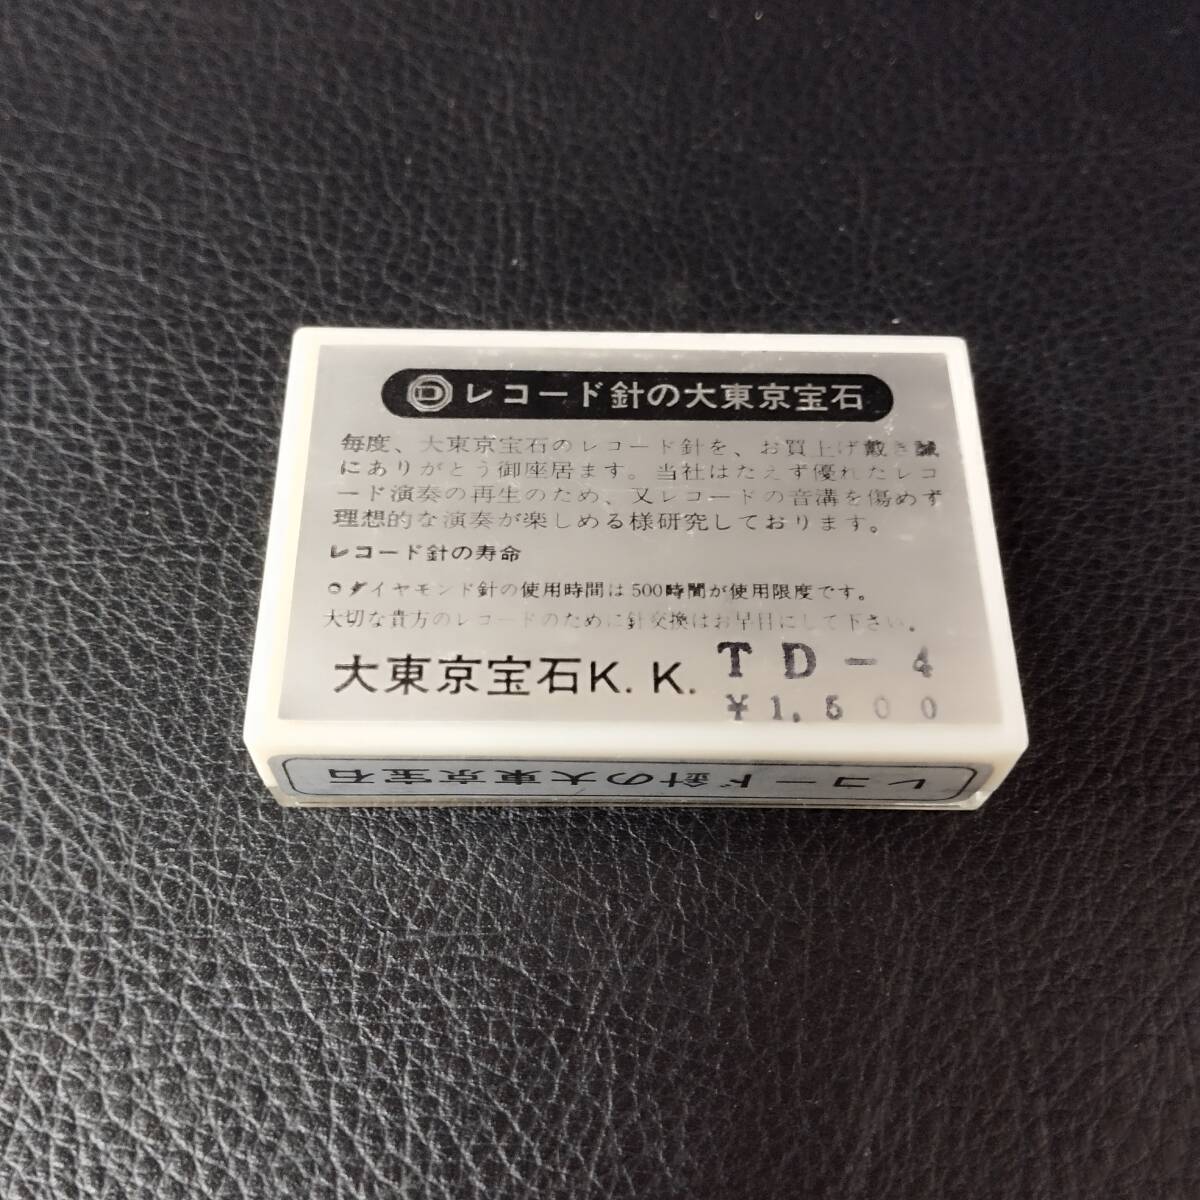 D レコード針の大東京宝石
毎度、大東京宝石のレコード針を、お買上げ戴き誠
にありがとう御座居ます。当社はたえず優れたレコ
ード演奏の再生のため、又レコードの音溝を傷めず
理想的な演奏が楽しめる様研究しております。
レコード針の寿命
○ダイヤモンド針の使用時間は500時間が使用限度です。
大切な貴方のレコードのために針交換はお早目にして下さい。
大東京宝石K.K. TD-4
¥1,500
レコード針の大東京宝石